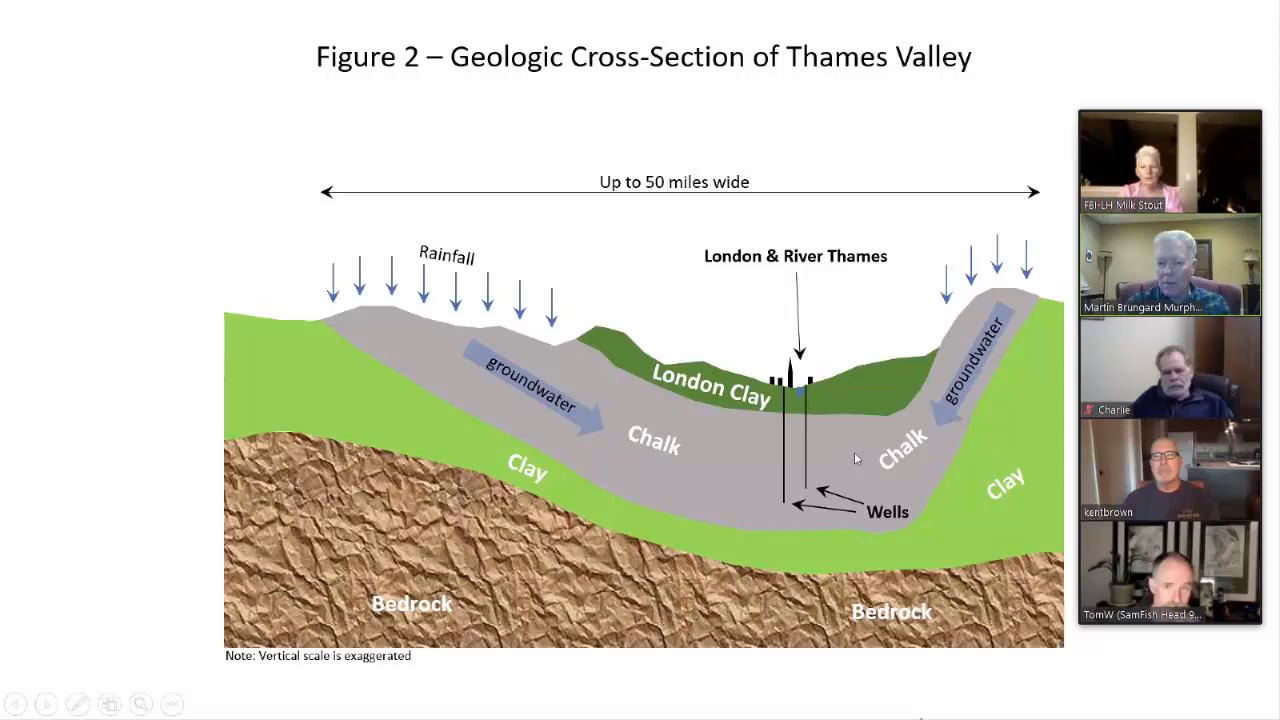 Figure 2 – Geologic Cross-Section of Thames Valley
Up to 50 miles wide
Rainfall
London & River Thames
groundwater
London Clay
groundwater
Chalk
Chalk
Clay
Clay
Wells
Bedrock
Bedrock
Note: Vertical scale is exaggerated
FBI-LH Milk Stout
Martin Brungard Murph...
Charlie
kentbrown
TomW (SamFish Head 9...